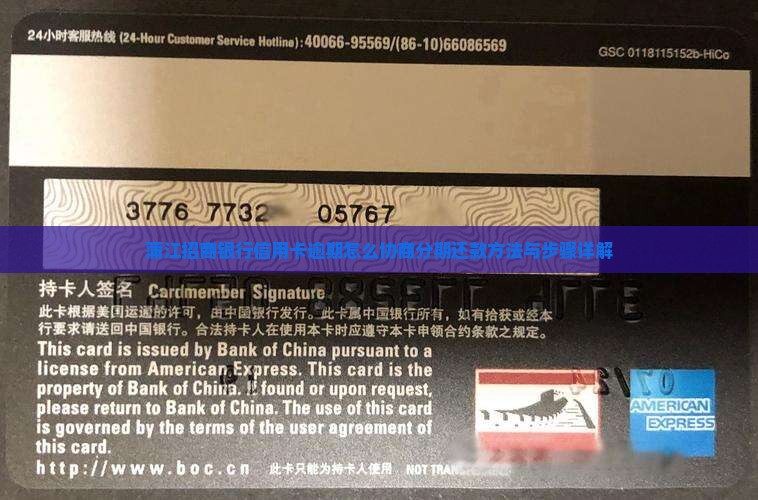 24小时客服热线 (24-Hour Customer Service Hotline):40066-95569/(86-10)66086569
GSC 0118115152b-HiCo
3776 7732 05767
蒲江招商银行信用卡逾期怎么协商分期还款方法与步骤详解
持卡人签名 Cardmember Signature
此卡根据美国运通的许可，由中国银行发行。此卡属中国银行所有，如有拾获或经本
行要求请送回中国银行。合法持卡人在使用本卡时应遵守本卡申领合约条款之规定。
This card is issued by Bank of China pursuant to a
license from American Express. This card is the
property of Bank of China. If found or upon request,
please return to Bank of China. The use of this card
is governed by the terms of the user agreement of
this card.
AMERICAN
EXPRESS
http://www.boc.cn 此卡只能为持卡人使用 NOT